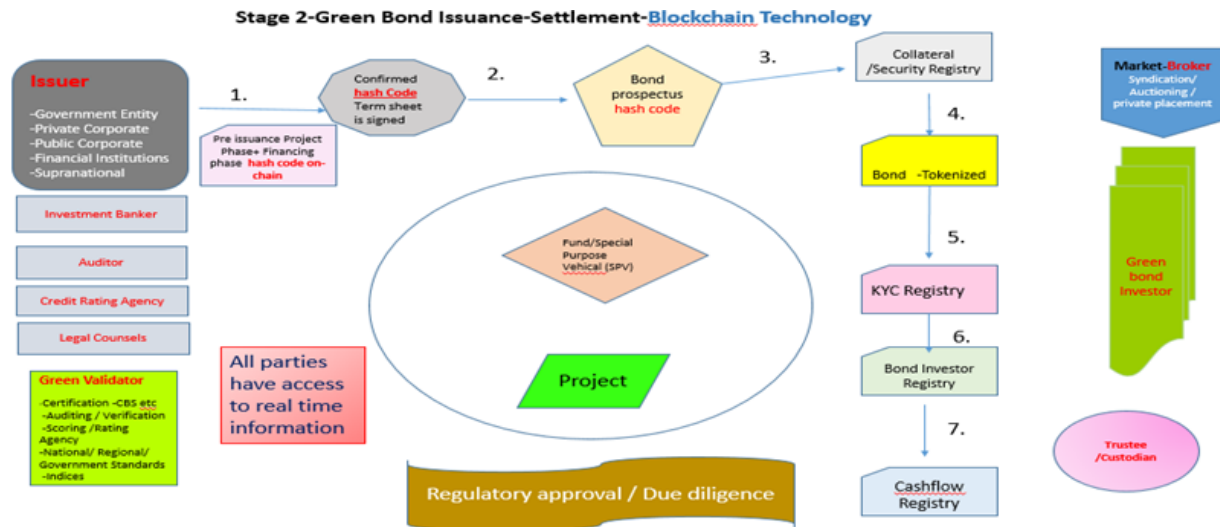 Stage 2-Green Bond Issuance-Settlement-Blockchain Technology
Issuer
-Government Entity
-Private Corporate
-Public Corporate
-Financial Institutions
-Supranational
1.
Pre issuance Project
Phase+ Financing
phase hash code on-
chain
Confirmed
hash Code
Term sheet
is signed
2.
Bond
prospectus
hash code
3.
Collateral
/Security Registry
4.
Bond -Tokenized
5.
KYC Registry
6.
Bond Investor
Registry
7.
Cashflow
Registry
Market-Broker
Syndication/
Auctioning /
private placement
Green
bond
Investor
Trustee
/Custodian
Investment Banker
Auditor
Credit Rating Agency
Legal Counsels
Green Validator
-Certification -CBS etc
-Auditing / Verification
-Scoring /Rating
Agency
-National/ Regional/
Government Standards
-Indices
All parties
have access
to real time
information
Fund/Special
Purpose
Vehical (SPV)
Project
Regulatory approval / Due diligence